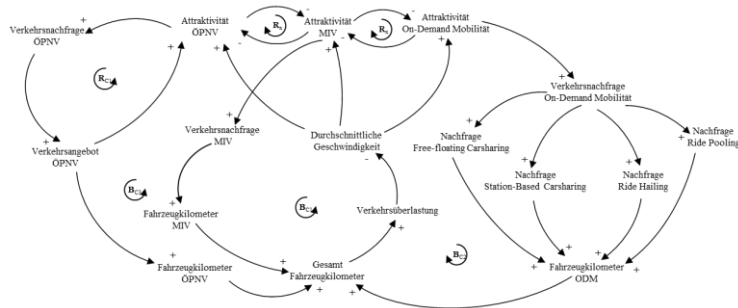 Verkehrsnachfrage
ÖPNV
Attraktivität
ÖPNV
Attraktivität
MIV
Attraktivität
On-Demand Mobilität
Verkehrsnachfrage
On-Demand Mobilität
Verkehrsangebot
ÖPNV
Verkehrsnachfrage
MIV
Durchschnittliche
Geschwindigkeit
Nachfrage
Free-floating Carsharing
Nachfrage
Station-Based Carsharing
Nachfrage
Ride Hailing
Nachfrage
Ride Pooling
Fahrzeugkilometer
MIV
Verkehrsüberlastung
Fahrzeugkilometer
ÖPNV
Gesamt
Fahrzeugkilometer
Fahrzeugkilometer
ODM